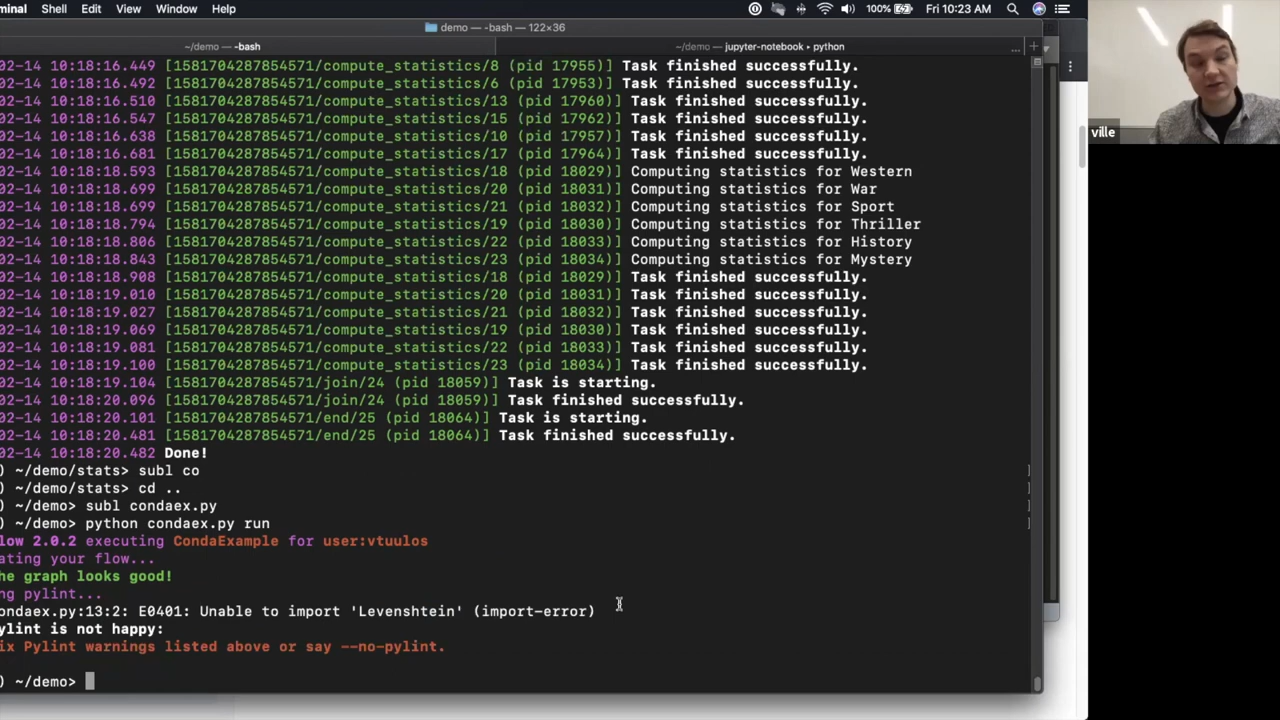 minal Shell Edit View Window Help 100% Fri 10:23 AM
demo — -bash — 122×36
~/demo — -bash ~/demo — jupyter-notebook ▸ python ... +
02-14 10:18:16.449 [1581704287854571/compute_statistics/8 (pid 17955)] Task finished successfully.
02-14 10:18:16.492 [1581704287854571/compute_statistics/6 (pid 17953)] Task finished successfully.
02-14 10:18:16.510 [1581704287854571/compute_statistics/13 (pid 17960)] Task finished successfully.
02-14 10:18:16.547 [1581704287854571/compute_statistics/15 (pid 17962)] Task finished successfully.
02-14 10:18:16.638 [1581704287854571/compute_statistics/10 (pid 17957)] Task finished successfully.
02-14 10:18:16.681 [1581704287854571/compute_statistics/17 (pid 17964)] Task finished successfully.
02-14 10:18:18.593 [1581704287854571/compute_statistics/18 (pid 18029)] Computing statistics for Western
02-14 10:18:18.699 [1581704287854571/compute_statistics/20 (pid 18031)] Computing statistics for War
02-14 10:18:18.699 [1581704287854571/compute_statistics/21 (pid 18032)] Computing statistics for Sport
02-14 10:18:18.794 [1581704287854571/compute_statistics/19 (pid 18030)] Computing statistics for Thriller
02-14 10:18:18.806 [1581704287854571/compute_statistics/22 (pid 18033)] Computing statistics for History
02-14 10:18:18.843 [1581704287854571/compute_statistics/23 (pid 18034)] Computing statistics for Mystery
02-14 10:18:18.908 [1581704287854571/compute_statistics/18 (pid 18029)] Task finished successfully.
02-14 10:18:19.010 [1581704287854571/compute_statistics/20 (pid 18031)] Task finished successfully.
02-14 10:18:19.027 [1581704287854571/compute_statistics/21 (pid 18032)] Task finished successfully.
02-14 10:18:19.069 [1581704287854571/compute_statistics/19 (pid 18030)] Task finished successfully.
02-14 10:18:19.081 [1581704287854571/compute_statistics/22 (pid 18033)] Task finished successfully.
02-14 10:18:19.100 [1581704287854571/compute_statistics/23 (pid 18034)] Task finished successfully.
02-14 10:18:19.104 [1581704287854571/join/24 (pid 18059)] Task is starting.
02-14 10:18:20.096 [1581704287854571/join/24 (pid 18059)] Task finished successfully.
02-14 10:18:20.101 [1581704287854571/end/25 (pid 18064)] Task is starting.
02-14 10:18:20.481 [1581704287854571/end/25 (pid 18064)] Task finished successfully.
02-14 10:18:20.482 Done!
) ~/demo/stats> subl co ]
) ~/demo/stats> cd .. ]
) ~/demo> subl condaex.py ]
) ~/demo> python condaex.py run ]
low 2.0.2 executing CondaExample for user:vtuulos
ating your flow...
he graph looks good!
ng pylint...
ondaex.py:13:2: E0401: Unable to import 'Levenshtein' (import-error)
ylint is not happy:
ix Pylint warnings listed above or say --no-pylint.
) ~/demo>
ville